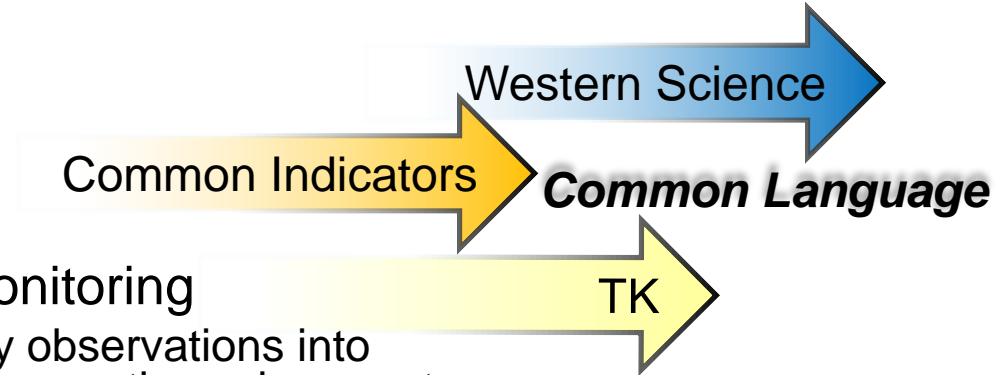 Western Science
Common Indicators
Common Language
onitoring
TK
y observations into